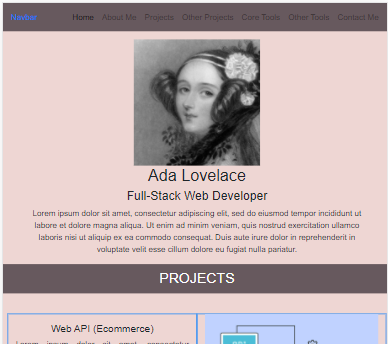 Navbar Home About Me Projects Other Projects Core Tools Other Tools Contact Me
Ada Lovelace
Full-Stack Web Developer
Lorem ipsum dolor sit amet, consectetur adipiscing elit, sed do eiusmod tempor incididunt ut
labore et dolore magna aliqua. Ut enim ad minim veniam, quis nostrud exercitation ullamco
laboris nisi ut aliquip ex ea commodo consequat. Duis aute irure dolor in reprehenderit in
voluptate velit esse cillum dolore eu fugiat nulla pariatur.
PROJECTS
Web API (Ecommerce)
Lorem ipsum dolor sit amet, consectetur